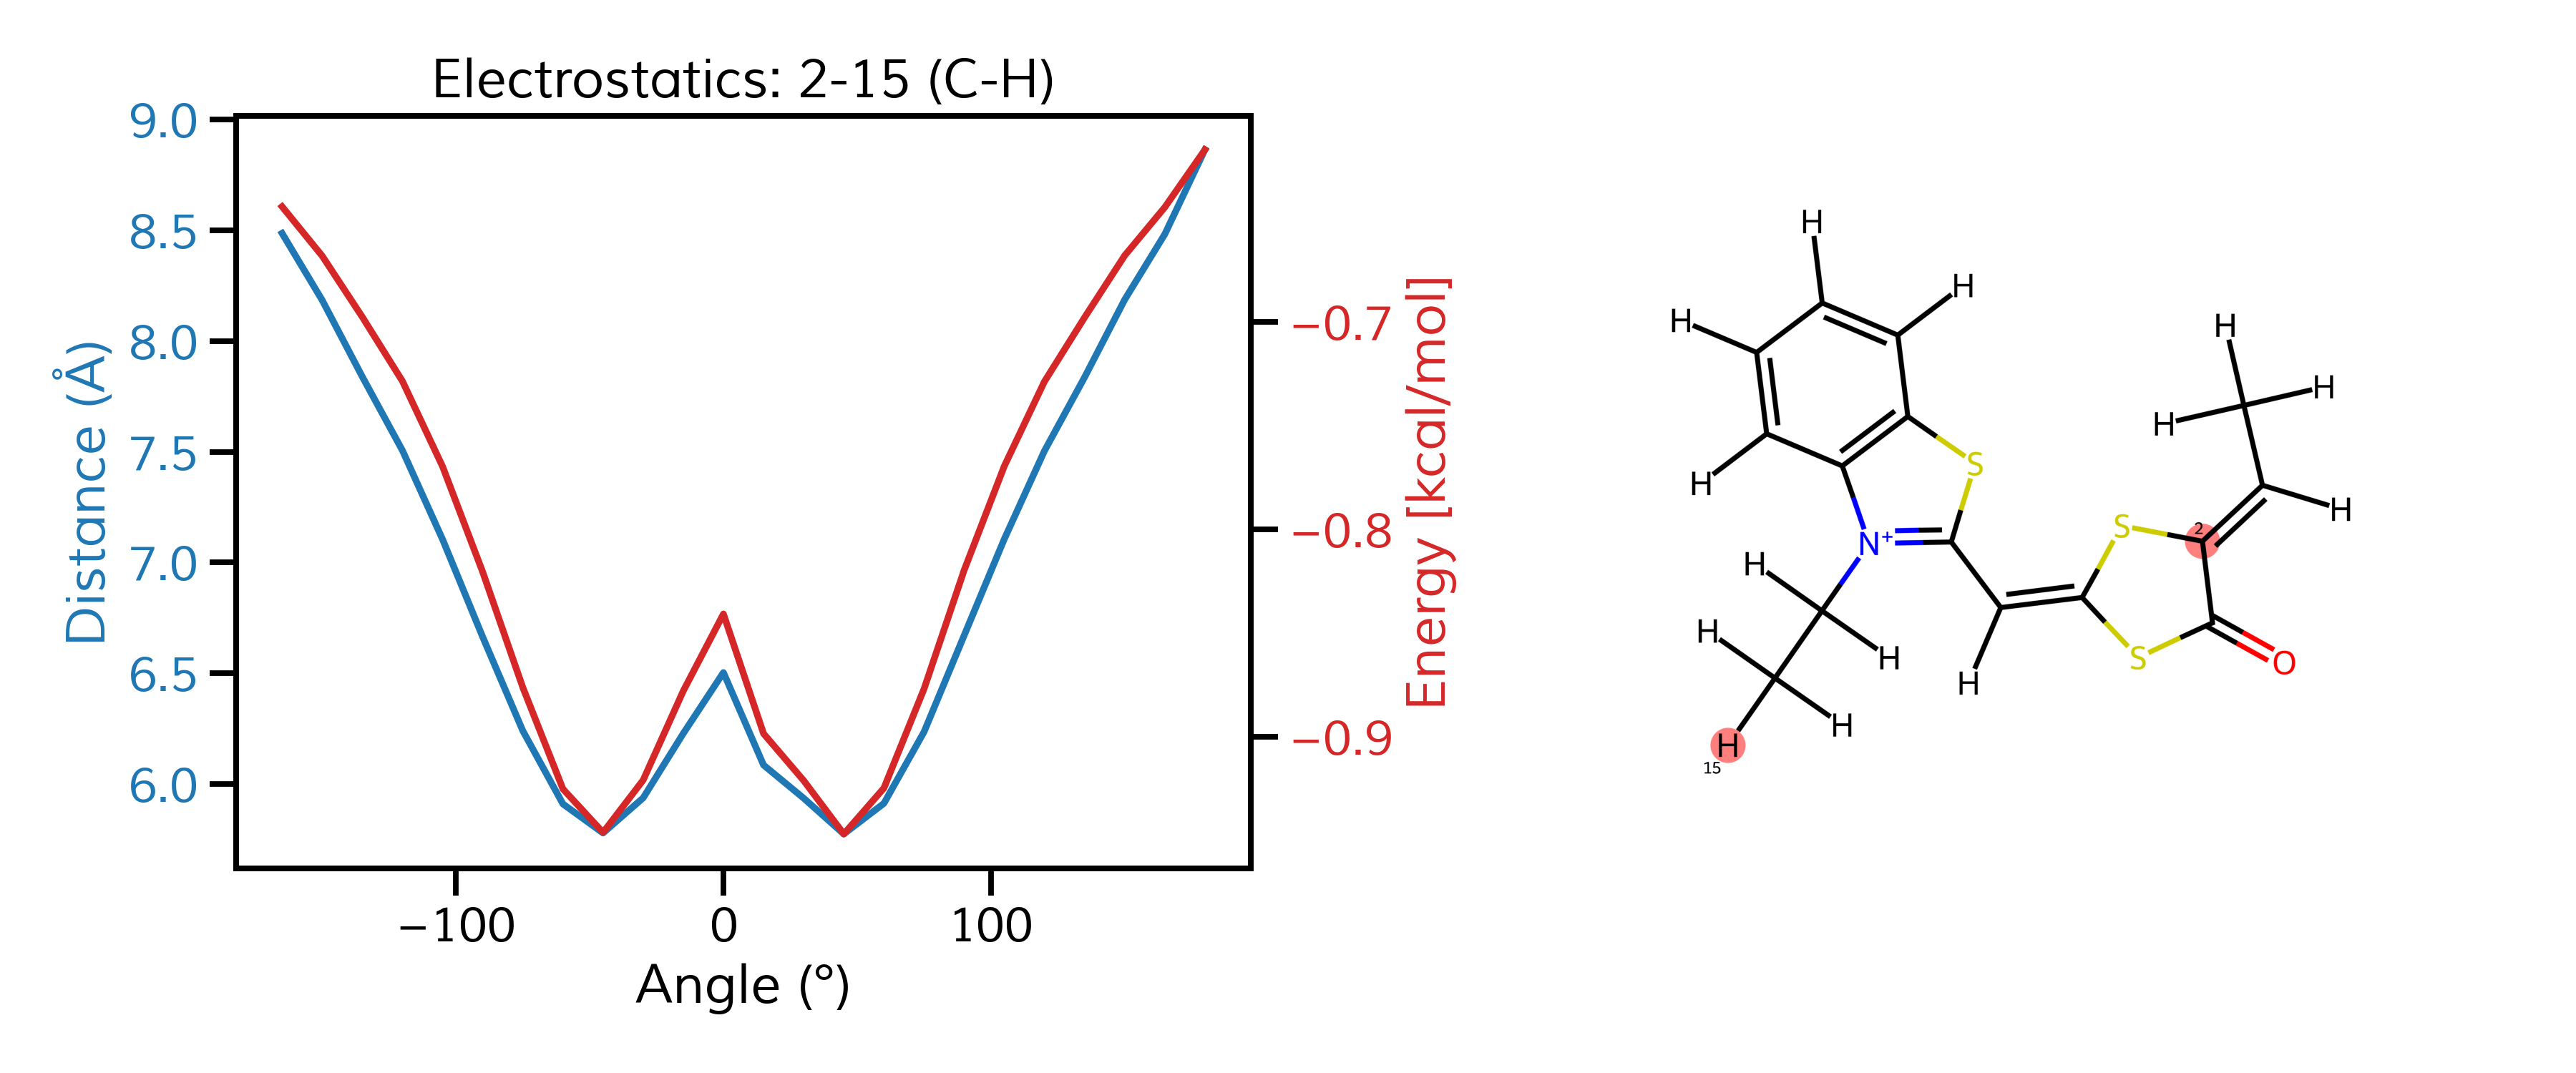 Electrostatics: 2-15 (C-H)
9.0
8.5
8.0
7.5
7.0
6.5
6.0
Distance (Å)
−0.7
−0.8
−0.9
Energy [kcal/mol]
−100
0
100
Angle (°)
H
H
H
H
H
H
H
H
S
H
S
2
N+
H
H
H
S
O
H
H
H
15